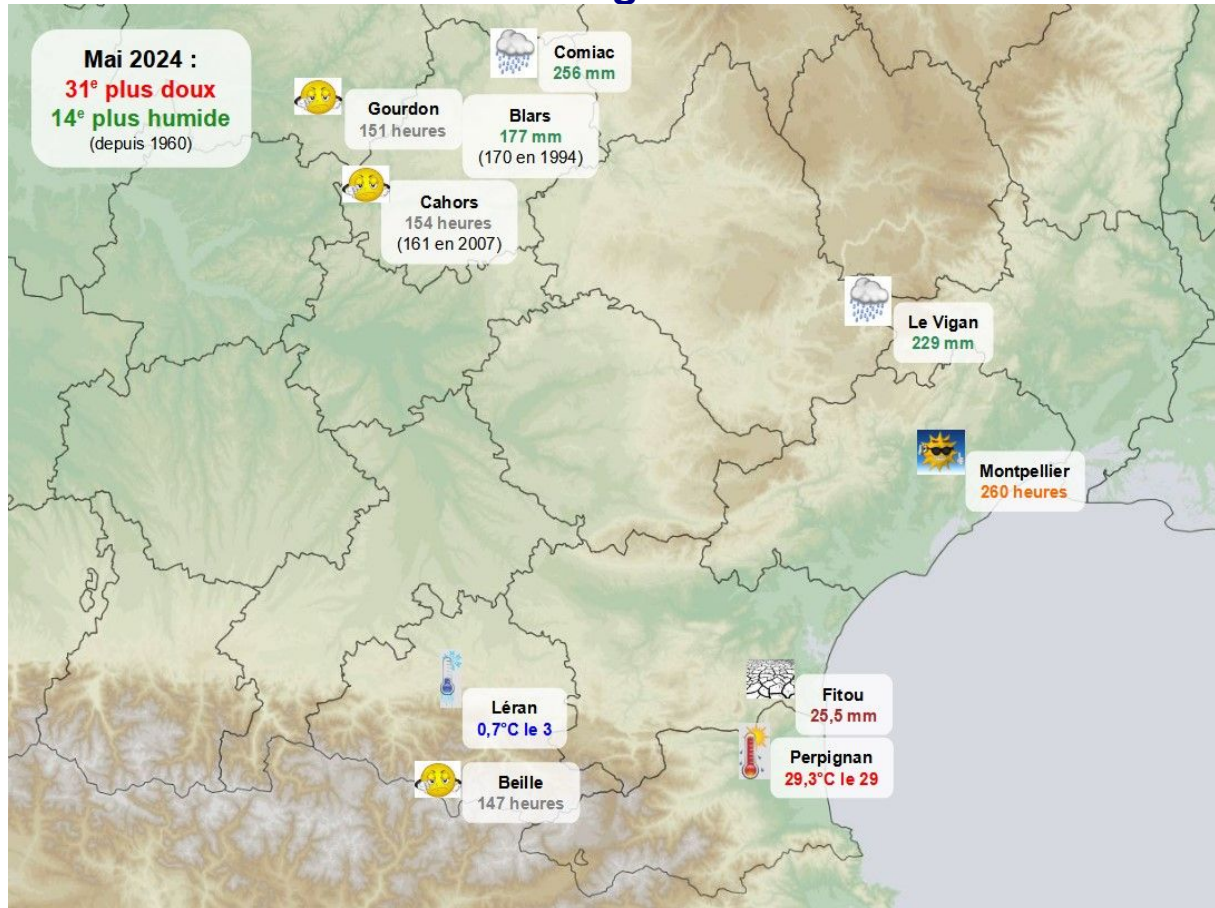 Mai 2024 :
31e plus doux
14e plus humide
(depuis 1960)
Comiac
256 mm
Gourdon
151 heures
Blars
177 mm
(170 en 1994)
Cahors
154 heures
(161 en 2007)
Le Vigan
229 mm
Montpellier
260 heures
Léran
0,7°C le 3
Fitou
25,5 mm
Perpignan
29,3°C le 29
Beille
147 heures